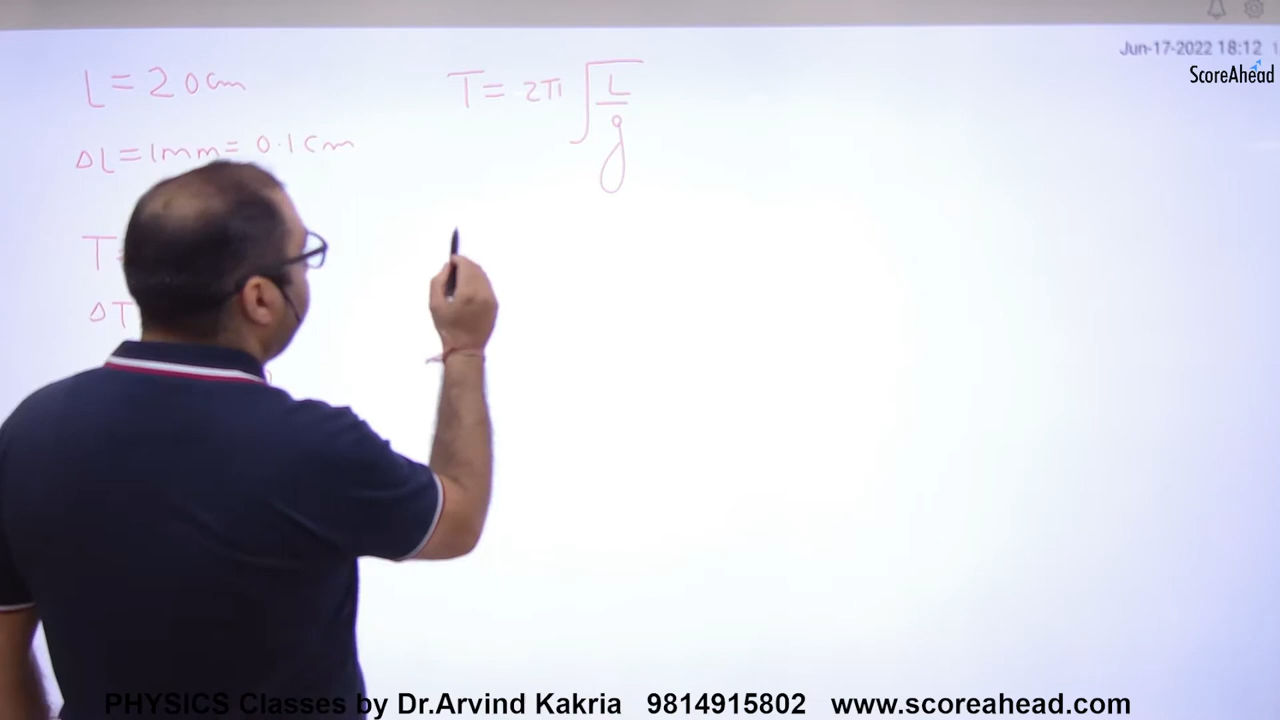 Jun-17-2022 18:12
ScoreAhead
L = 20 cm
T = 2π √(L/g)
ΔL = 1mm = 0.1 cm
T=
ΔT
PHYSICS Classes by Dr.Arvind Kakria 9814915802 www.scoreahead.com